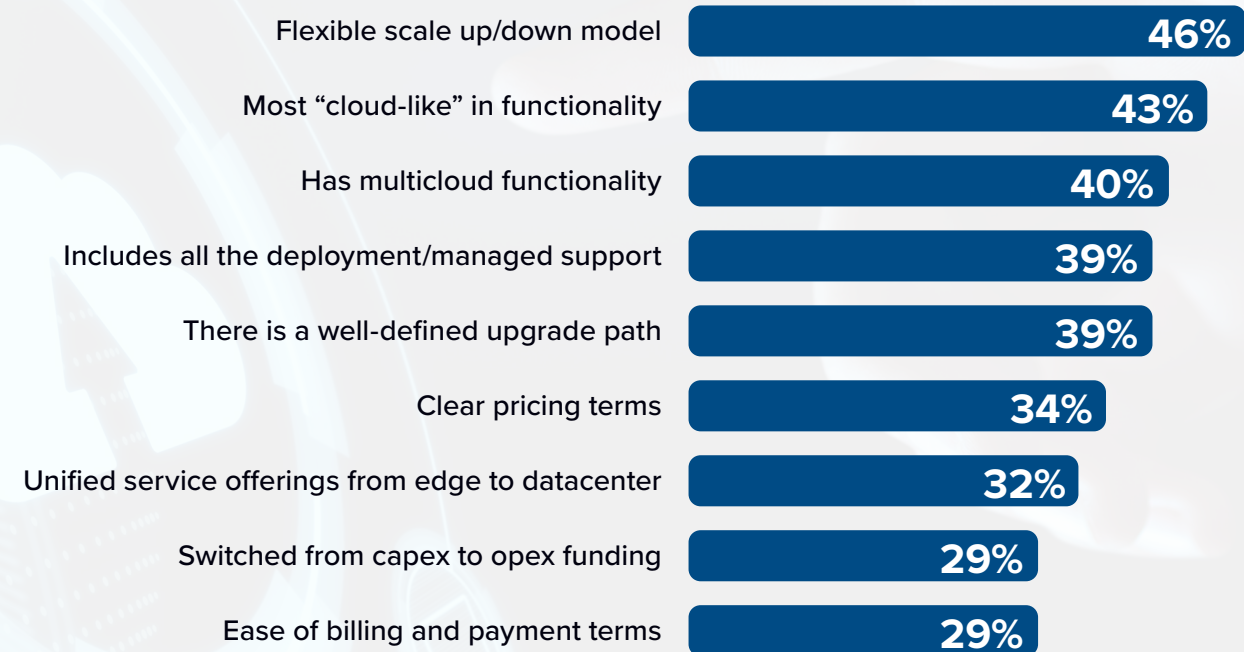 Flexible scale up/down model 46%
Most “cloud-like” in functionality 43%
Has multicloud functionality 40%
Includes all the deployment/managed support 39%
There is a well-defined upgrade path 39%
Clear pricing terms 34%
Unified service offerings from edge to datacenter 32%
Switched from capex to opex funding 29%
Ease of billing and payment terms 29%